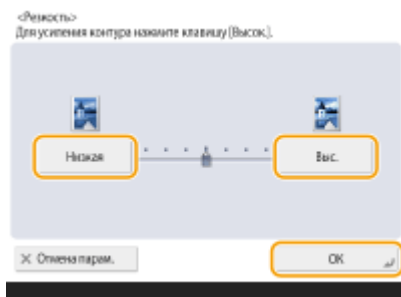 <Резкость>
Для усиления контура нажмите клавишу [Высок.].
Низкая
Выс.
× Отмена парам.
OK